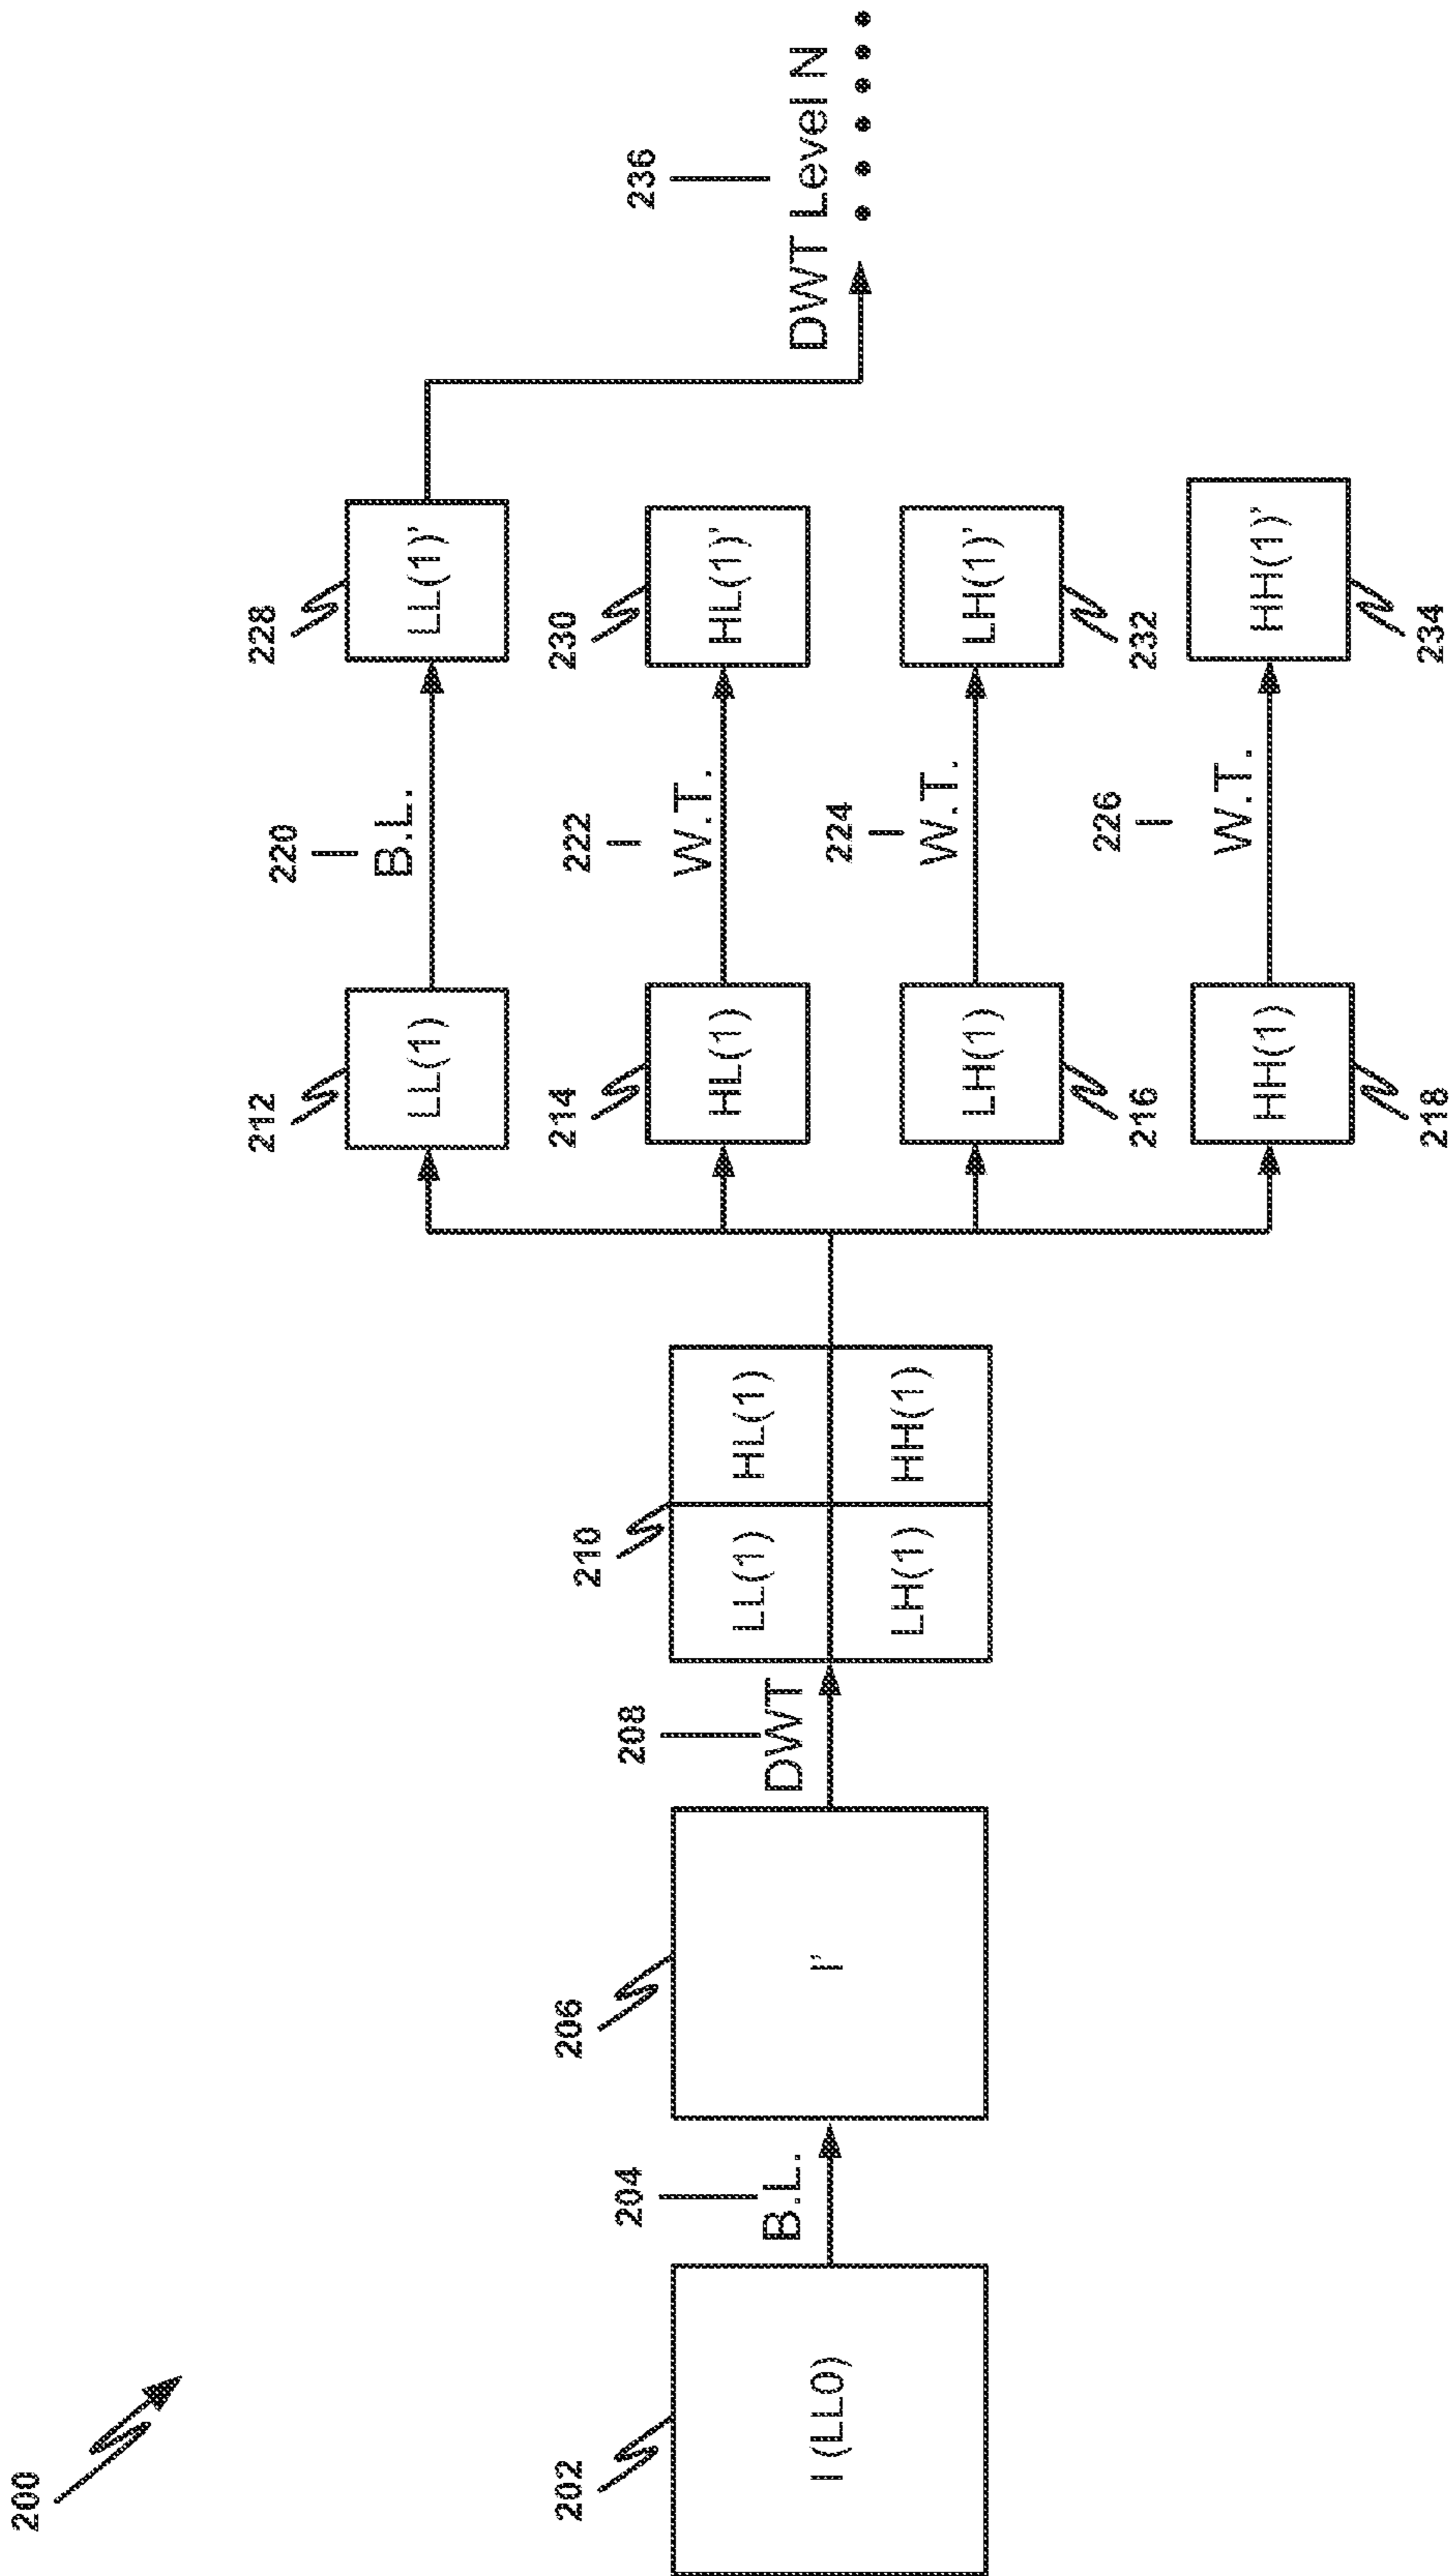 200
202
I (LL0)
204
B.L.
206
I'
208
DWT
210
LL(1)
HL(1)
LH(1)
HH(1)
212
LL(1)
220
B.L.
228
LL(1)'
214
HL(1)
222
W.T.
230
HL(1)'
LH(1)
216
224
W.T.
LH(1)'
232
HH(1)
218
226
W.T.
HH(1)'
234
236
DWT Level N